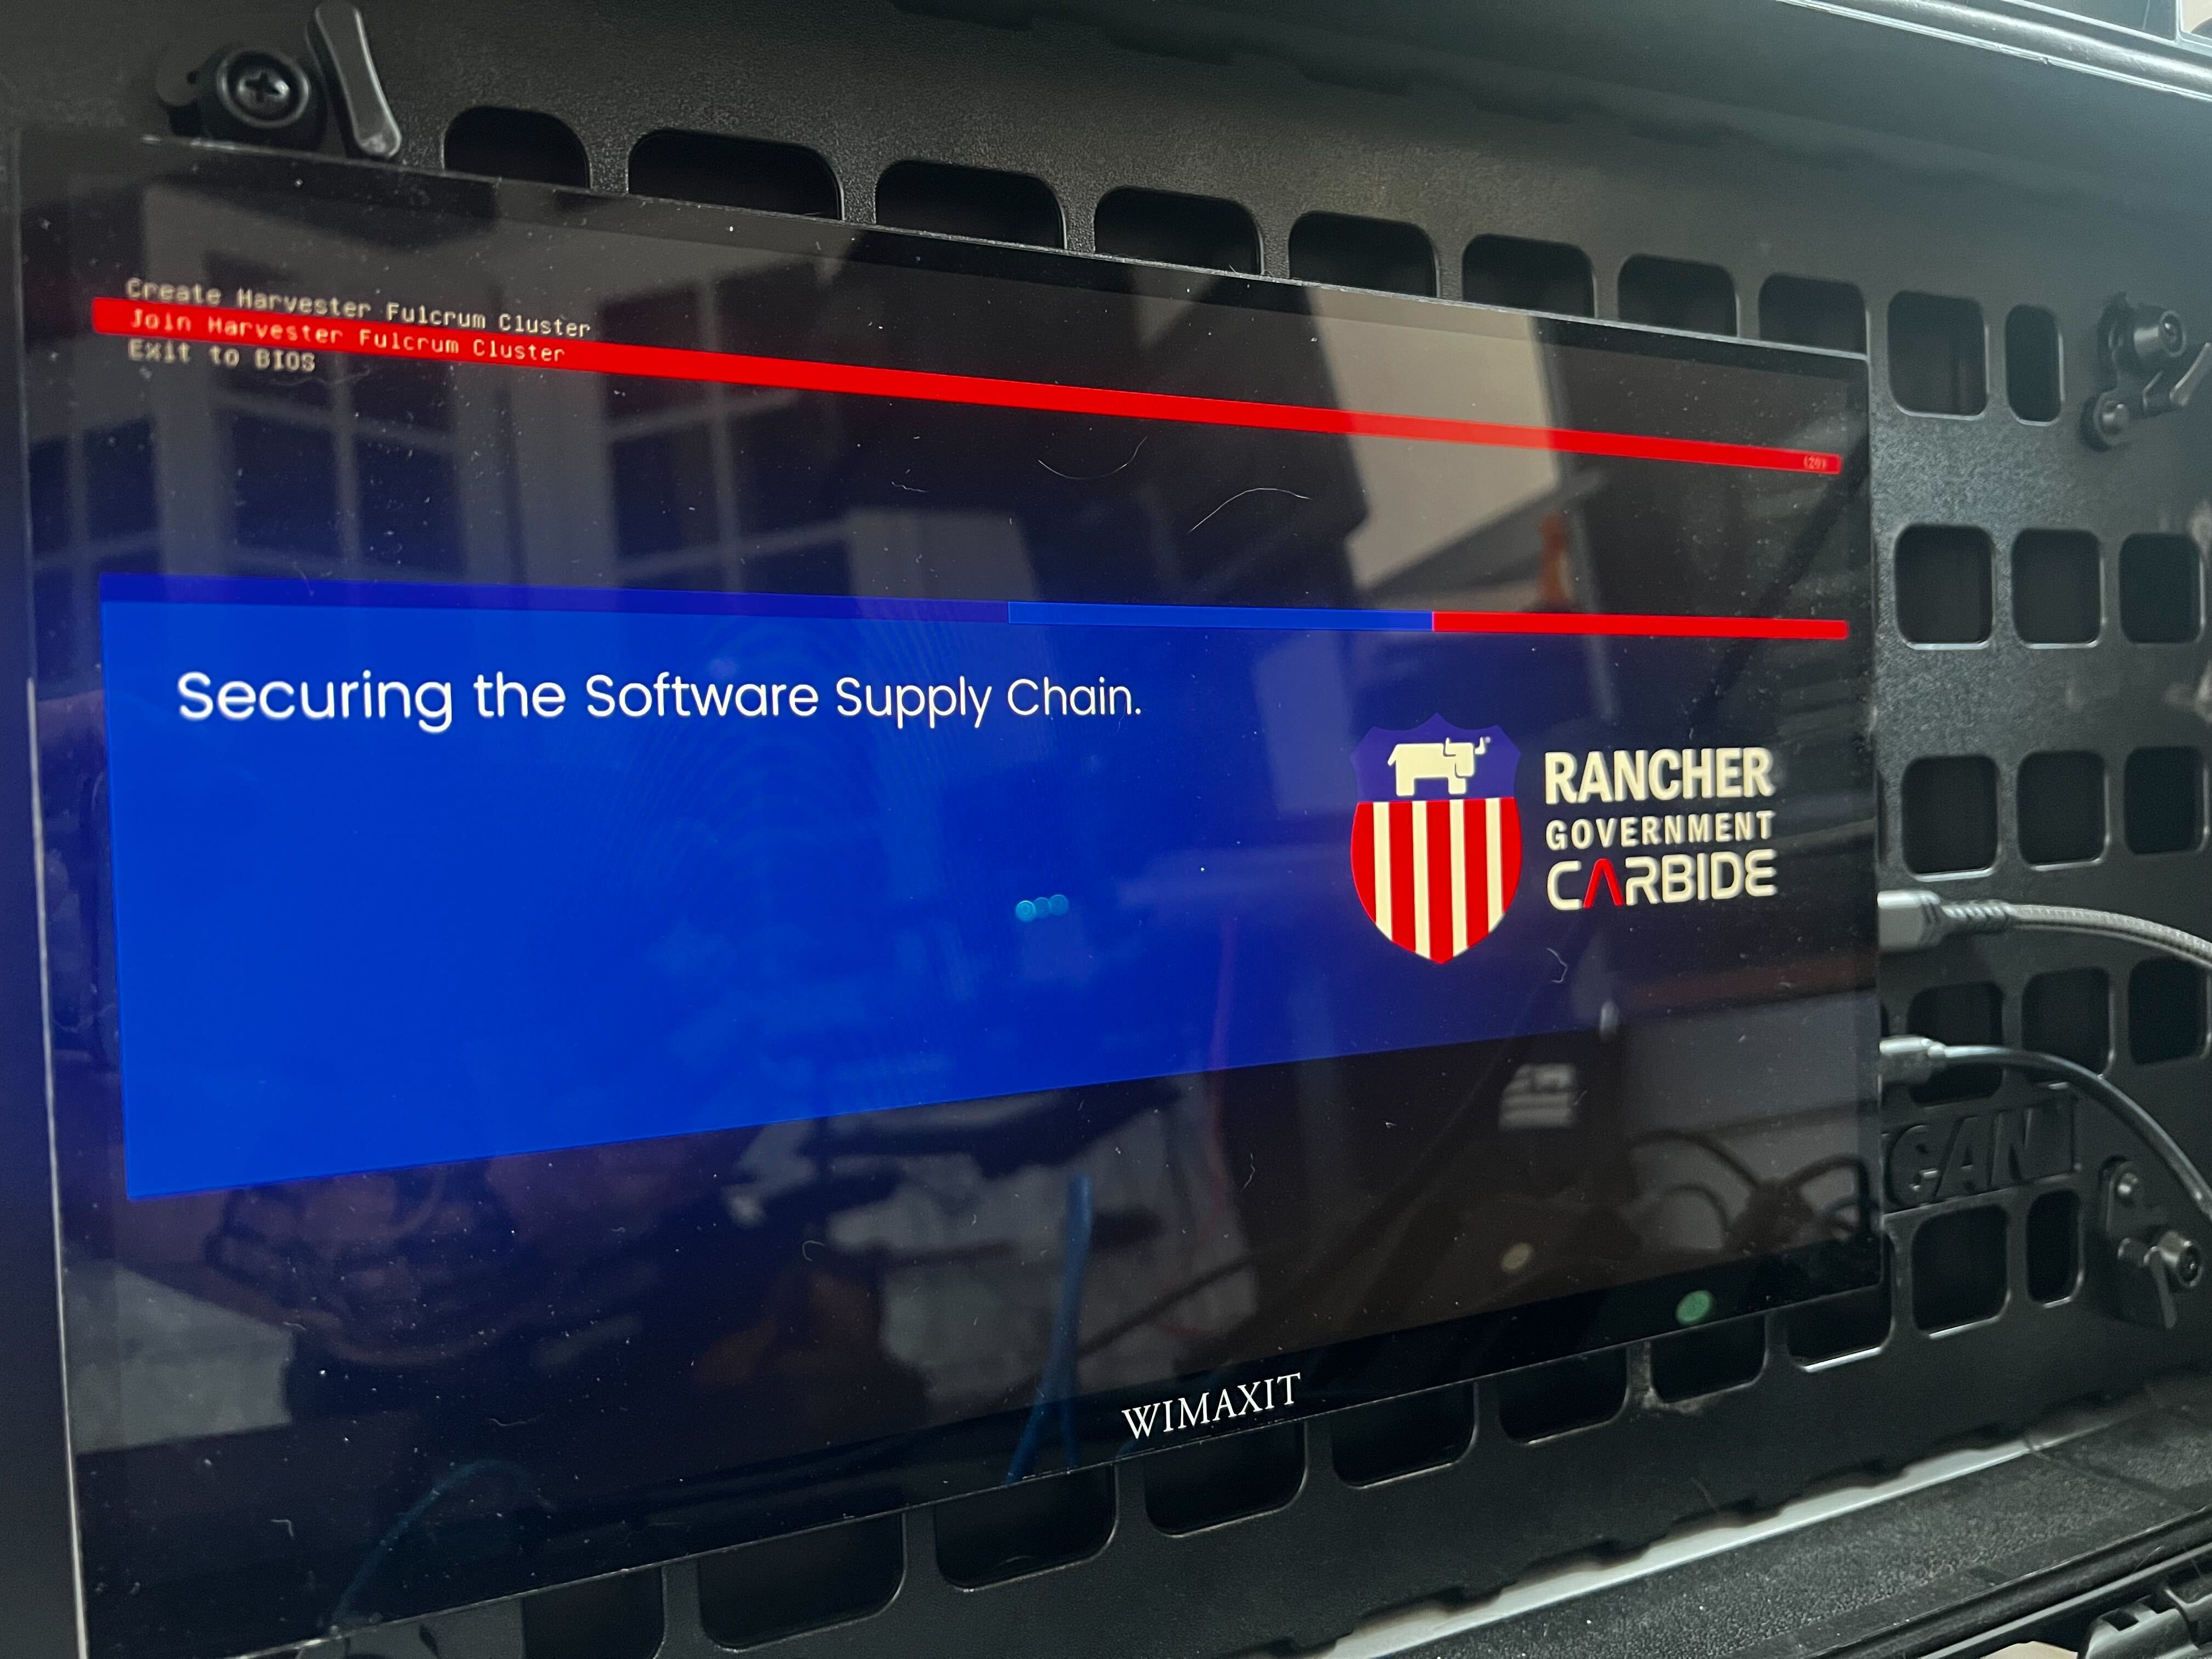 Create Harvester Fulcrum Cluster
Join Harvester Fulcrum Cluster
Exit to BIOS
Securing the Software Supply Chain.
RANCHER
GOVERNMENT
CARBIDE
WIMAXIT